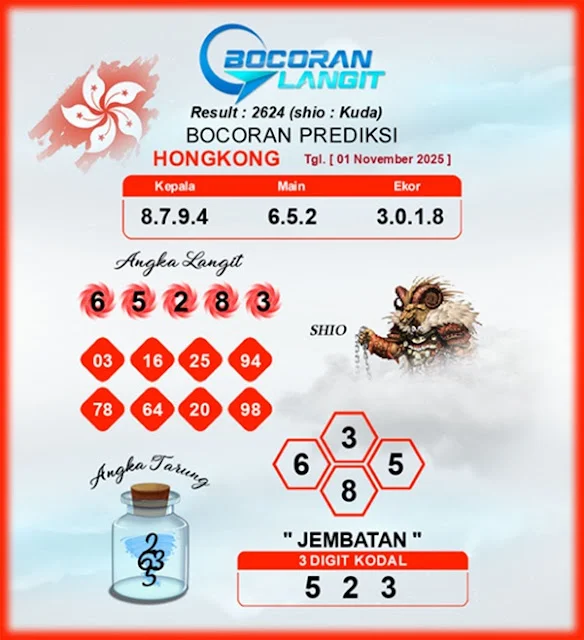 BOCORAN
LANGIT
Result : 2624 (shio : Kuda)
BOCORAN PREDIKSI
HONGKONG Tgl. [ 01 November 2025 ]
Kepala Main Ekor
8.7.9.4 6.5.2 3.0.1.8
Angka Langit
6 5 2 8 3
SHIO
03 16 25 94
78 64 20 98
3
6 5
8
Angka Tarung
" JEMBATAN "
3 DIGIT KODAL
5 2 3